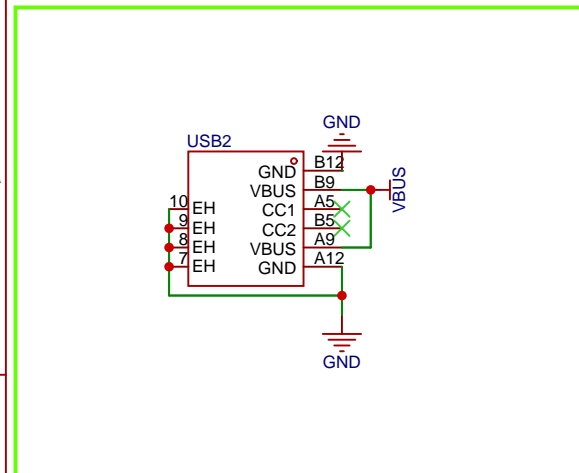 GND
USB2
GND B12
VBUS B9
VBUS
10 EH CC1 A5
9 EH CC2 B5
8 EH VBUS A9
7 EH GND A12
GND